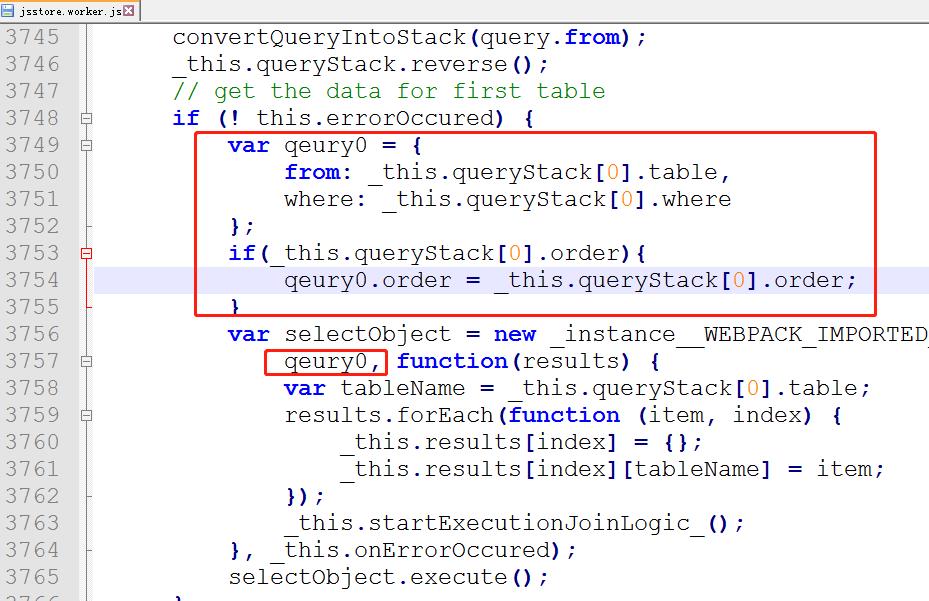 jsstore.worker.js
3745 convertQueryIntoStack(query.from);
3746 _this.queryStack.reverse();
3747 // get the data for first table
3748 if (! this.errorOccured) {
3749 var qeury0 = {
3750 from: _this.queryStack[0].table,
3751 where: _this.queryStack[0].where
3752 };
3753 if(_this.queryStack[0].order){
3754 qeury0.order = _this.queryStack[0].order;
3755 }
3756 var selectObject = new _instance__WEBPACK_IMPORTED_
3757 qeury0, function(results) {
3758 var tableName = _this.queryStack[0].table;
3759 results.forEach(function (item, index) {
3760 _this.results[index] = {};
3761 _this.results[index][tableName] = item;
3762 });
3763 _this.startExecutionJoinLogic_();
3764 }, _this.onErrorOccured);
3765 selectObject.execute();